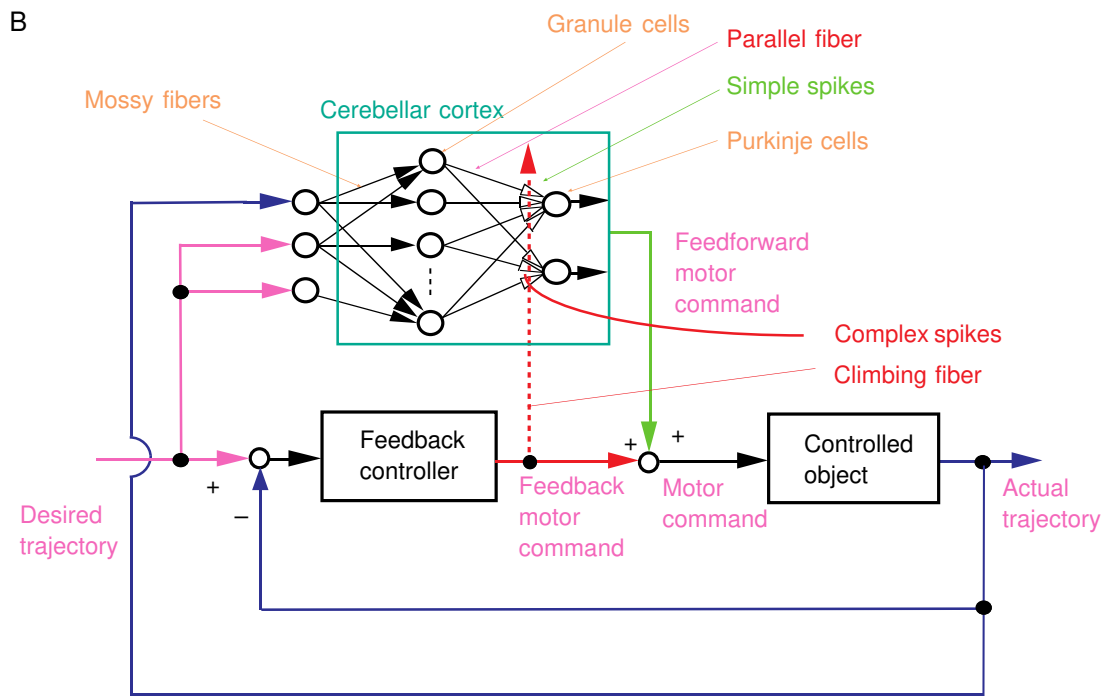 B
Granule cells
Parallel fiber
Mossy fibers
Simple spikes
Cerebellar cortex
Purkinje cells
Feedforward
motor
command
Complex spikes
Climbing fiber
Feedback
controller
Controlled
object
+
−
+
+
Desired
trajectory
Feedback
motor
command
Motor
command
Actual
trajectory